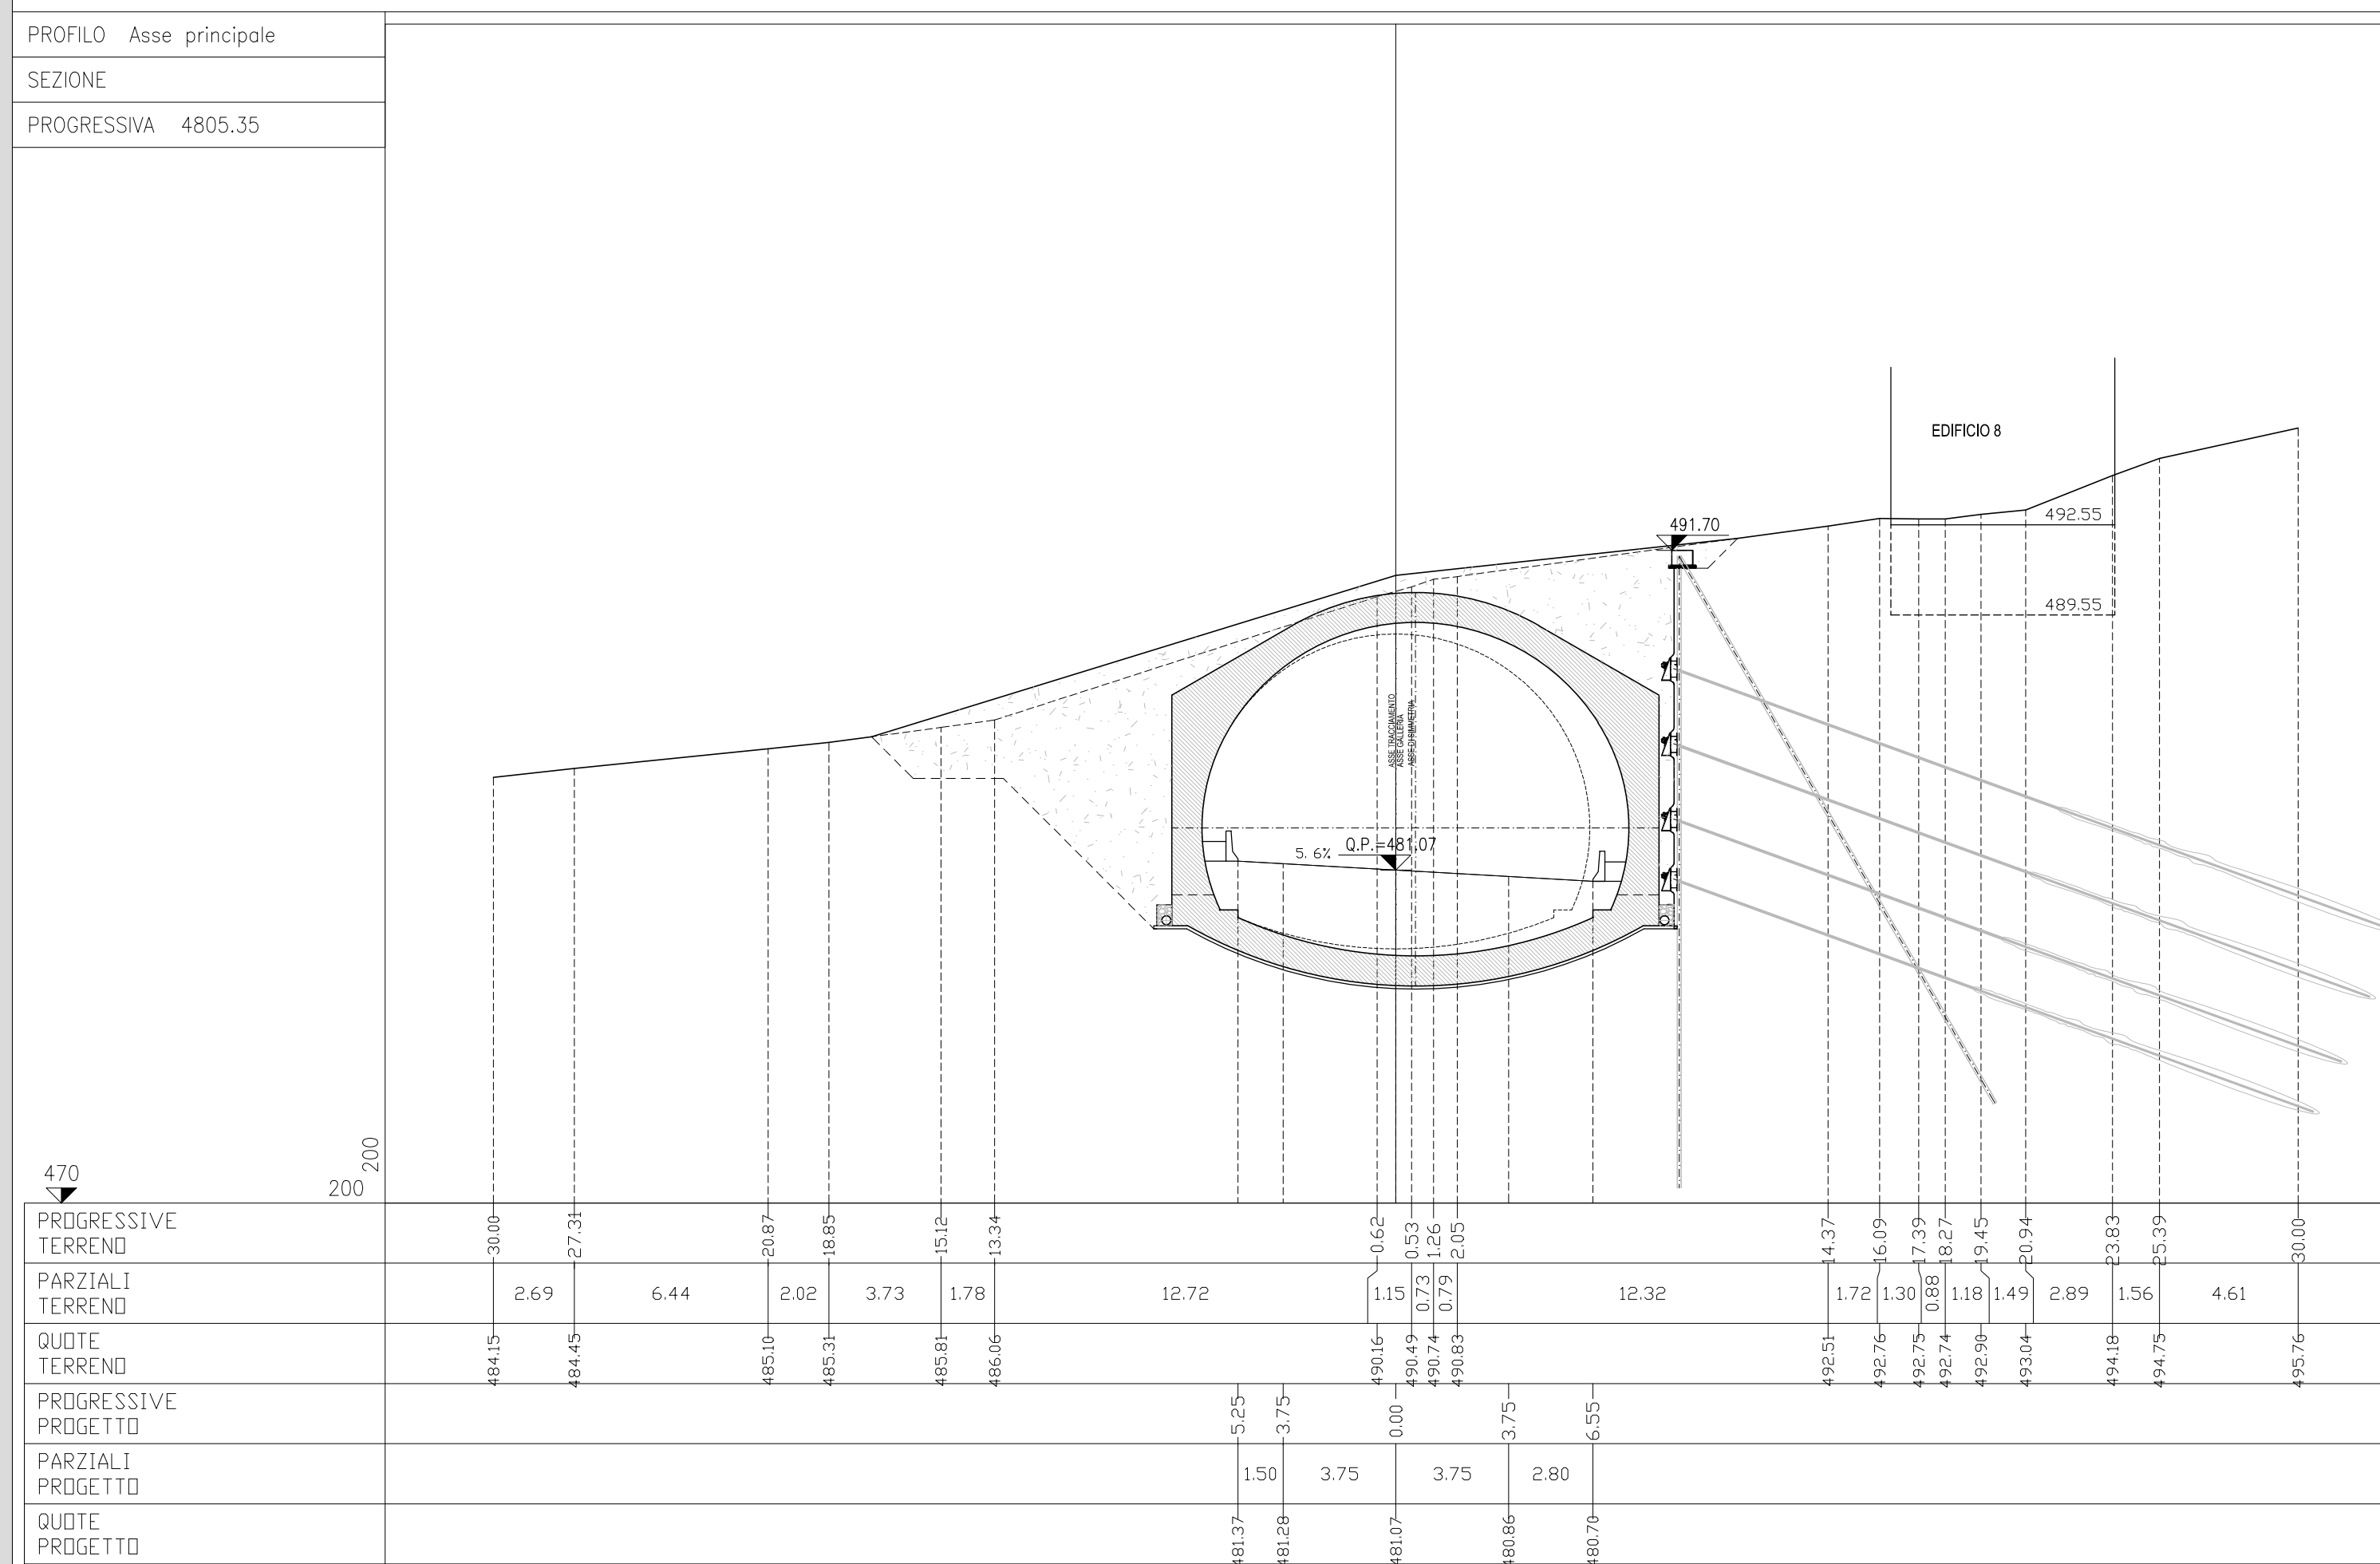 PROFILO Asse principale
SEZIONE
PROGRESSIVA 4805.35
EDIFICIO 8
491.70
492.55
489.55
ASSE TRACCIAMENTO
ASSE GALLERIA
ASSE DI SIMMETRIA
5.6%
Q.P.=481.07
470
200
200
PROGRESSIVE
TERRENO
30.00 27.31 20.87 18.85 15.12 13.34 0.62 0.53 1.26 2.05 14.37 16.09 17.39 18.27 19.45 20.94 23.83 25.39 30.00
PARZIALI
TERRENO
2.69 6.44 2.02 3.73 1.78 12.72 1.15 0.73 0.79 12.32 1.72 1.30 0.88 1.18 1.49 2.89 1.56 4.61
QUOTE
TERRENO
484.15 484.45 485.10 485.31 485.81 486.06 490.16 490.49 490.74 490.83 492.51 492.76 492.75 492.74 492.90 493.04 494.18 494.75 495.76
PROGRESSIVE
PROGETTO
5.25 3.75 0.00 3.75 6.55
PARZIALI
PROGETTO
1.50 3.75 3.75 2.80
QUOTE
PROGETTO
481.37 481.28 481.07 480.86 480.70